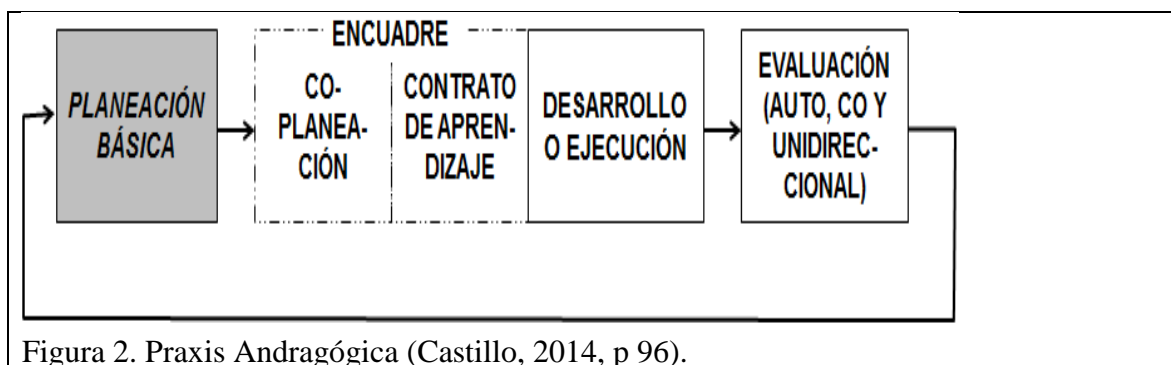 ENCUADRE
PLANEACIÓN
BÁSICA
CO-
PLANEA-
CIÓN
CONTRATO
DE APREN-
DIZAJE
DESARROLLO
O EJECUCIÓN
EVALUACIÓN
(AUTO, CO Y
UNIDIREC-
CIONAL)
Figura 2. Praxis Andragógica (Castillo, 2014, p 96).